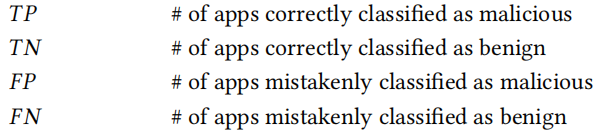 TP # of apps correctly classified as malicious
TN # of apps correctly classified as benign
FP # of apps mistakenly classified as malicious
FN # of apps mistakenly classified as benign